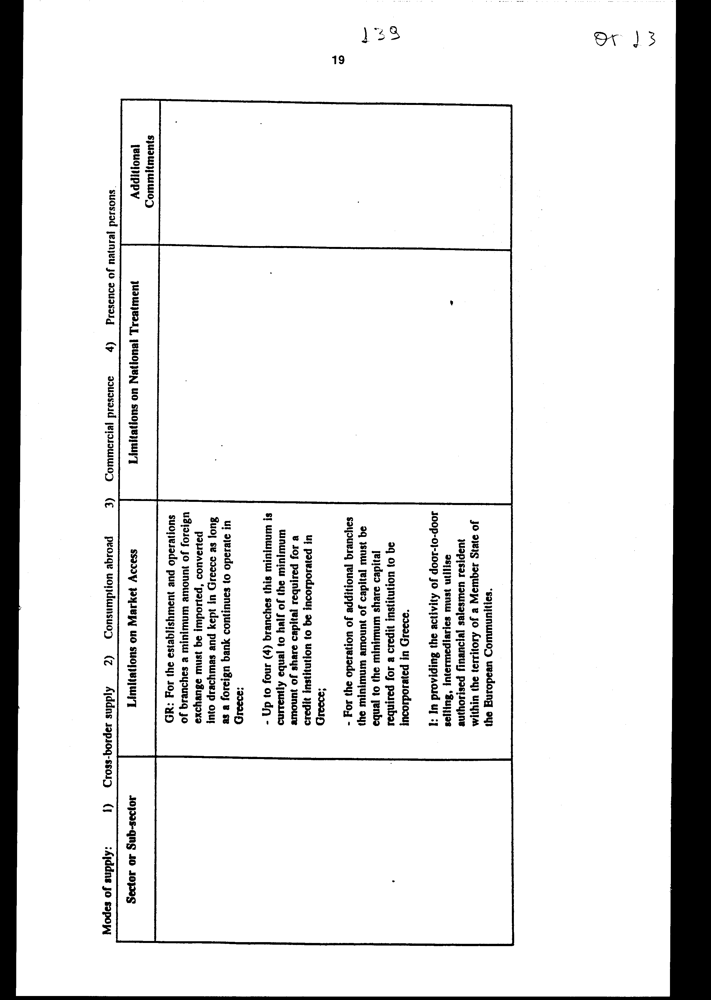 139
or 13
19
Modes of supply: 1) Cross-border supply 2) Consumption abroad 3) Commercial presence 4) Presence of natural persons
Sector or Sub-sector
Limitations on Market Access
Limitations on National Treatment
Additional
Commitments
GR: For the establishment and operations
of branches a minimum amount of foreign
exchange must be imported, converted
into drachmas and kept in Greece as long
as a foreign bank continues to operate in
Greece:
- Up to four (4) branches this minimum is
currently equal to half of the minimum
amount of share capital required for a
credit institution to be incorporated in
Greece;
- For the operation of additional branches
the minimum amount of capital must be
equal to the minimum share capital
required for a credit institution to be
incorporated in Greece.
I: In providing the activity of door-to-door
selling, intermediaries must utilise
authorised financial salesmen resident
within the territory of a Member State of
the European Communities.